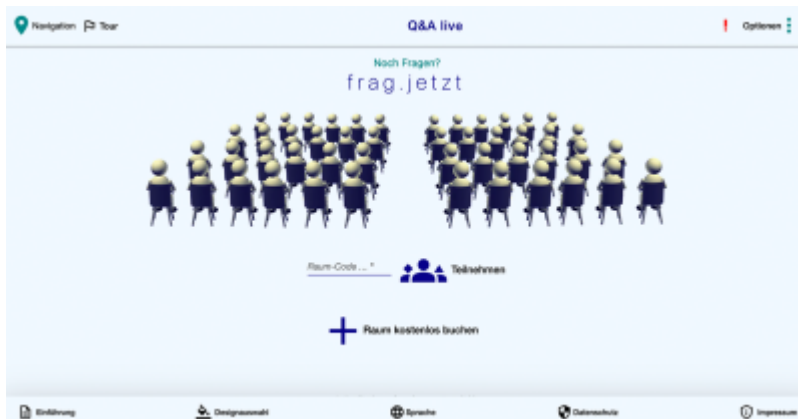 Navigation Tour Q&A live Optionen
Noch Fragen?
frag.jetzt
Raum-Code ... * Teilnehmen
Raum kostenlos buchen
Einführung Designauswahl Sprache Datenschutz Impressum